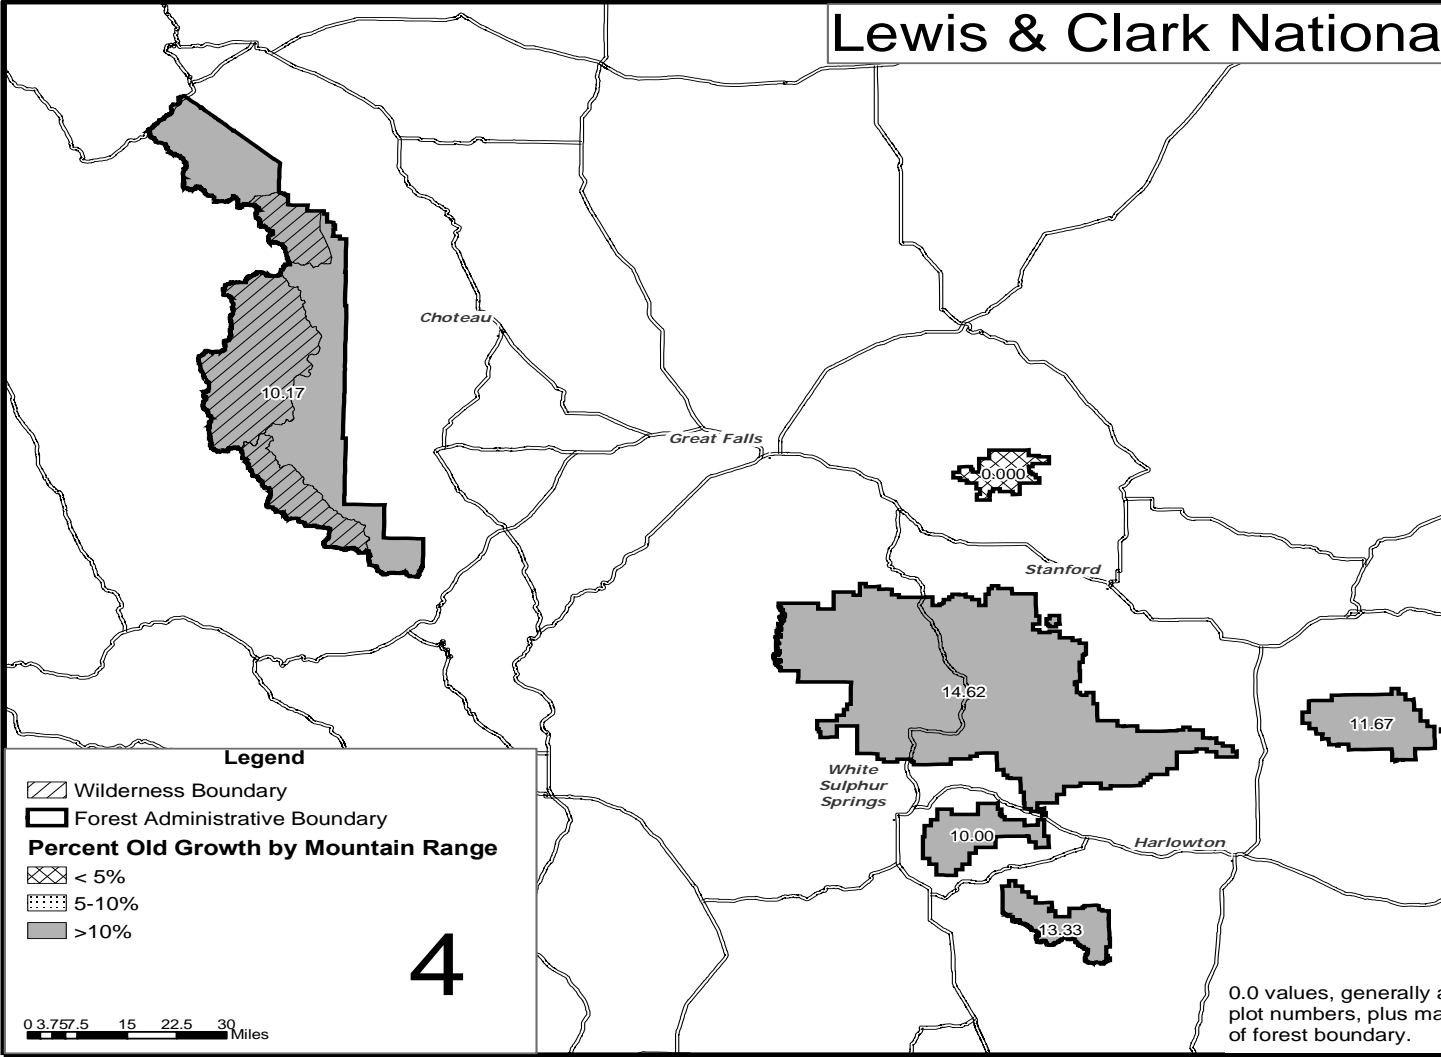 Lewis & Clark Nationa
Choteau
10.17
Great Falls
0.000
Stanford
14.62
11.67
White
Sulphur
Springs
10.00
Harlowton
13.33
Legend
Wilderness Boundary
Forest Administrative Boundary
Percent Old Growth by Mountain Range
< 5%
5-10%
>10%
4
0 3.75 7.5 15 22.5 30
Miles
0.0 values, generally a
plot numbers, plus ma
of forest boundary.